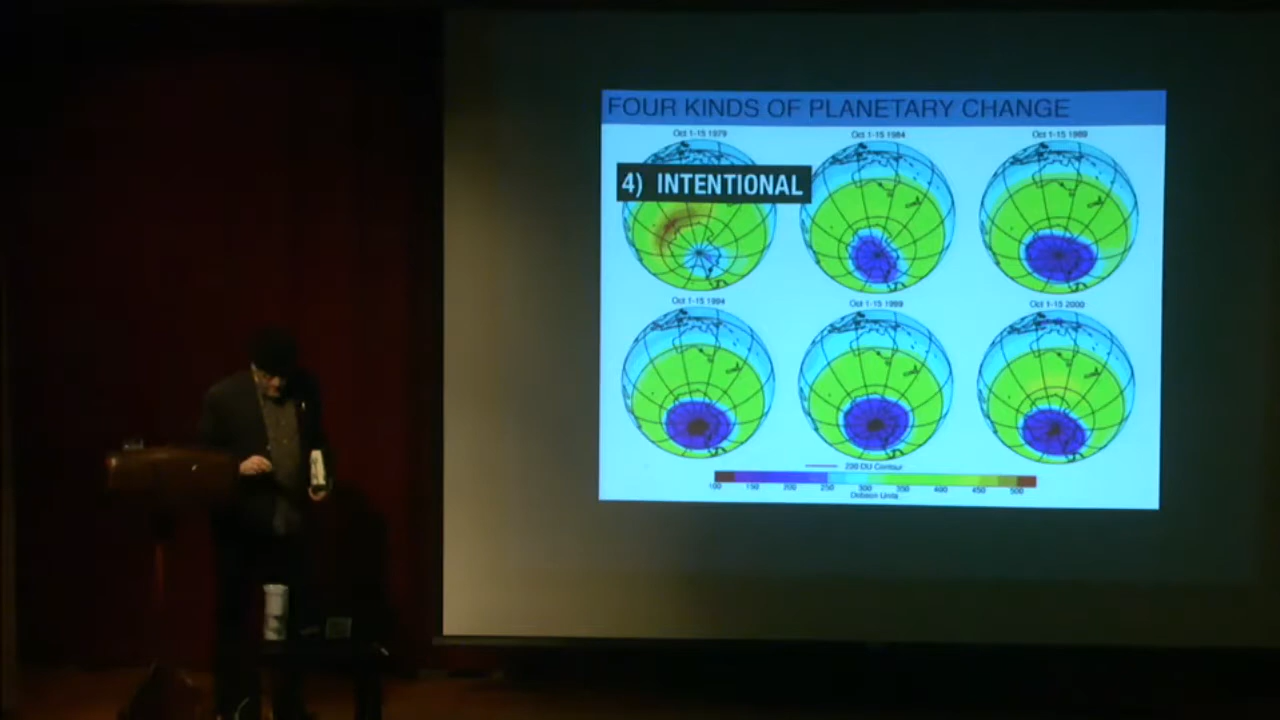 FOUR KINDS OF PLANETARY CHANGE
Oct 1-15 1979
Oct 1-15 1984
Oct 1-15 1989
4) INTENTIONAL
Oct 1-15 1994
Oct 1-15 1999
Oct 1-15 2000
220 DU Contour
100 150 200 250 300 350 400 450 500
Dobson Units